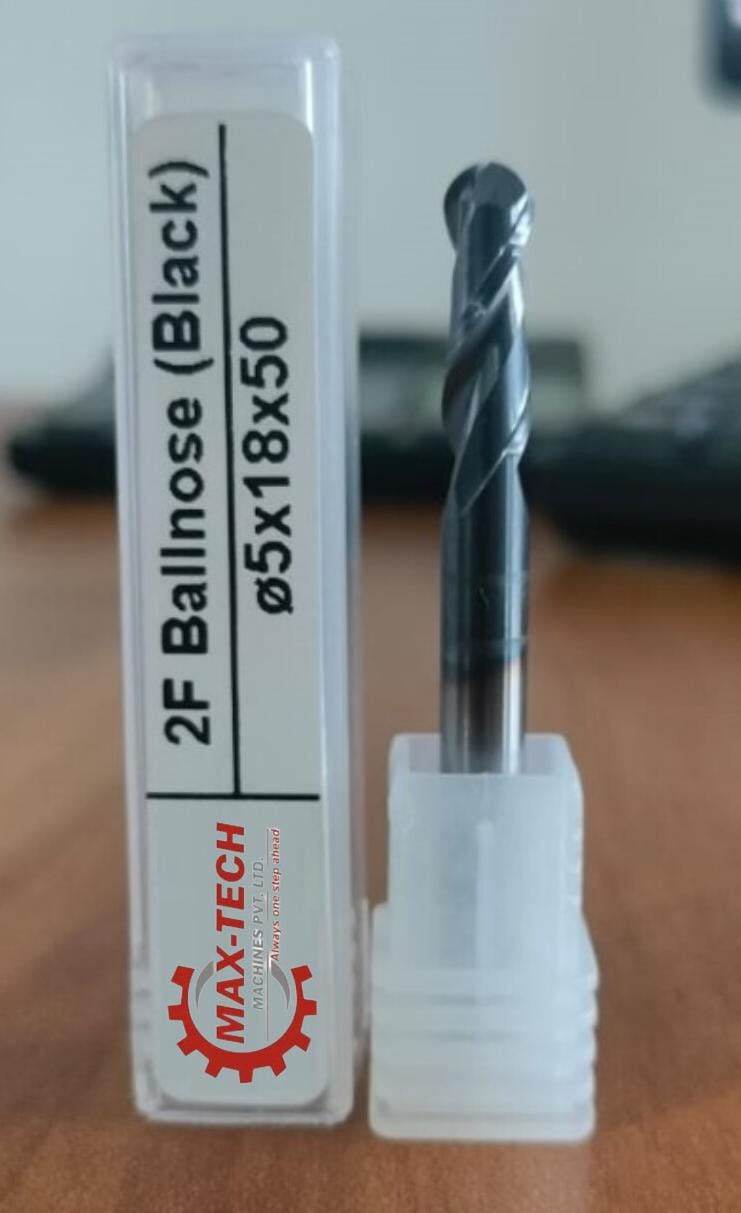 2F Ballnose (Black)
ø5x18x50
MAX-TECH
MACHINES PVT. LTD.
Always one step ahead